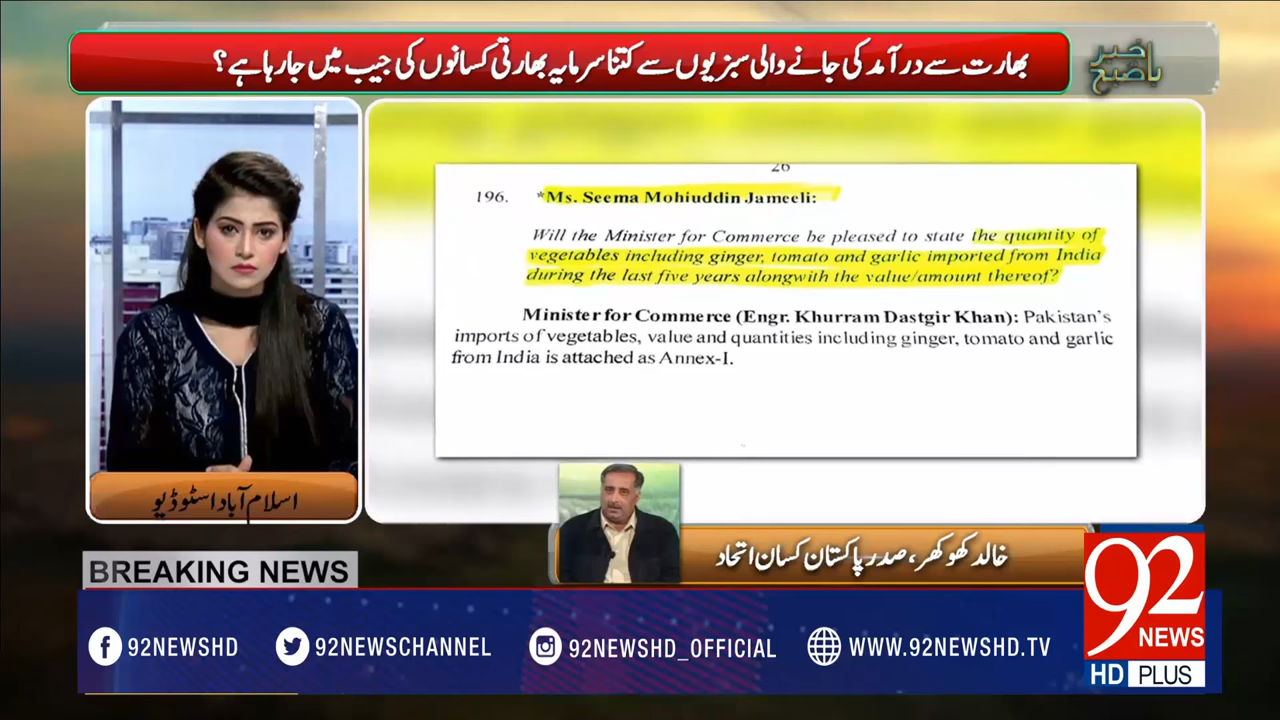 بھارت سے درآمد کی جانے والی سبزیوں سے کتنا سرمایہ بھارتی کسانوں کی جیب میں جا رہا ہے؟
باخبر صبح
26
196. *Ms. Seema Mohiuddin Jameeli:
Will the Minister for Commerce be pleased to state the quantity of
vegetables including ginger, tomato and garlic imported from India
during the last five years alongwith the value/amount thereof?
Minister for Commerce (Engr. Khurram Dastgir Khan): Pakistan's
imports of vegetables, value and quantities including ginger, tomato and garlic
from India is attached as Annex-I.
اسلام آباد اسٹوڈیو
خالد کھوکھر، صدر پاکستان کسان اتحاد
BREAKING NEWS
92NEWSHD
92NEWSCHANNEL
92NEWSHD_OFFICIAL
WWW.92NEWSHD.TV
92
NEWS
HD PLUS